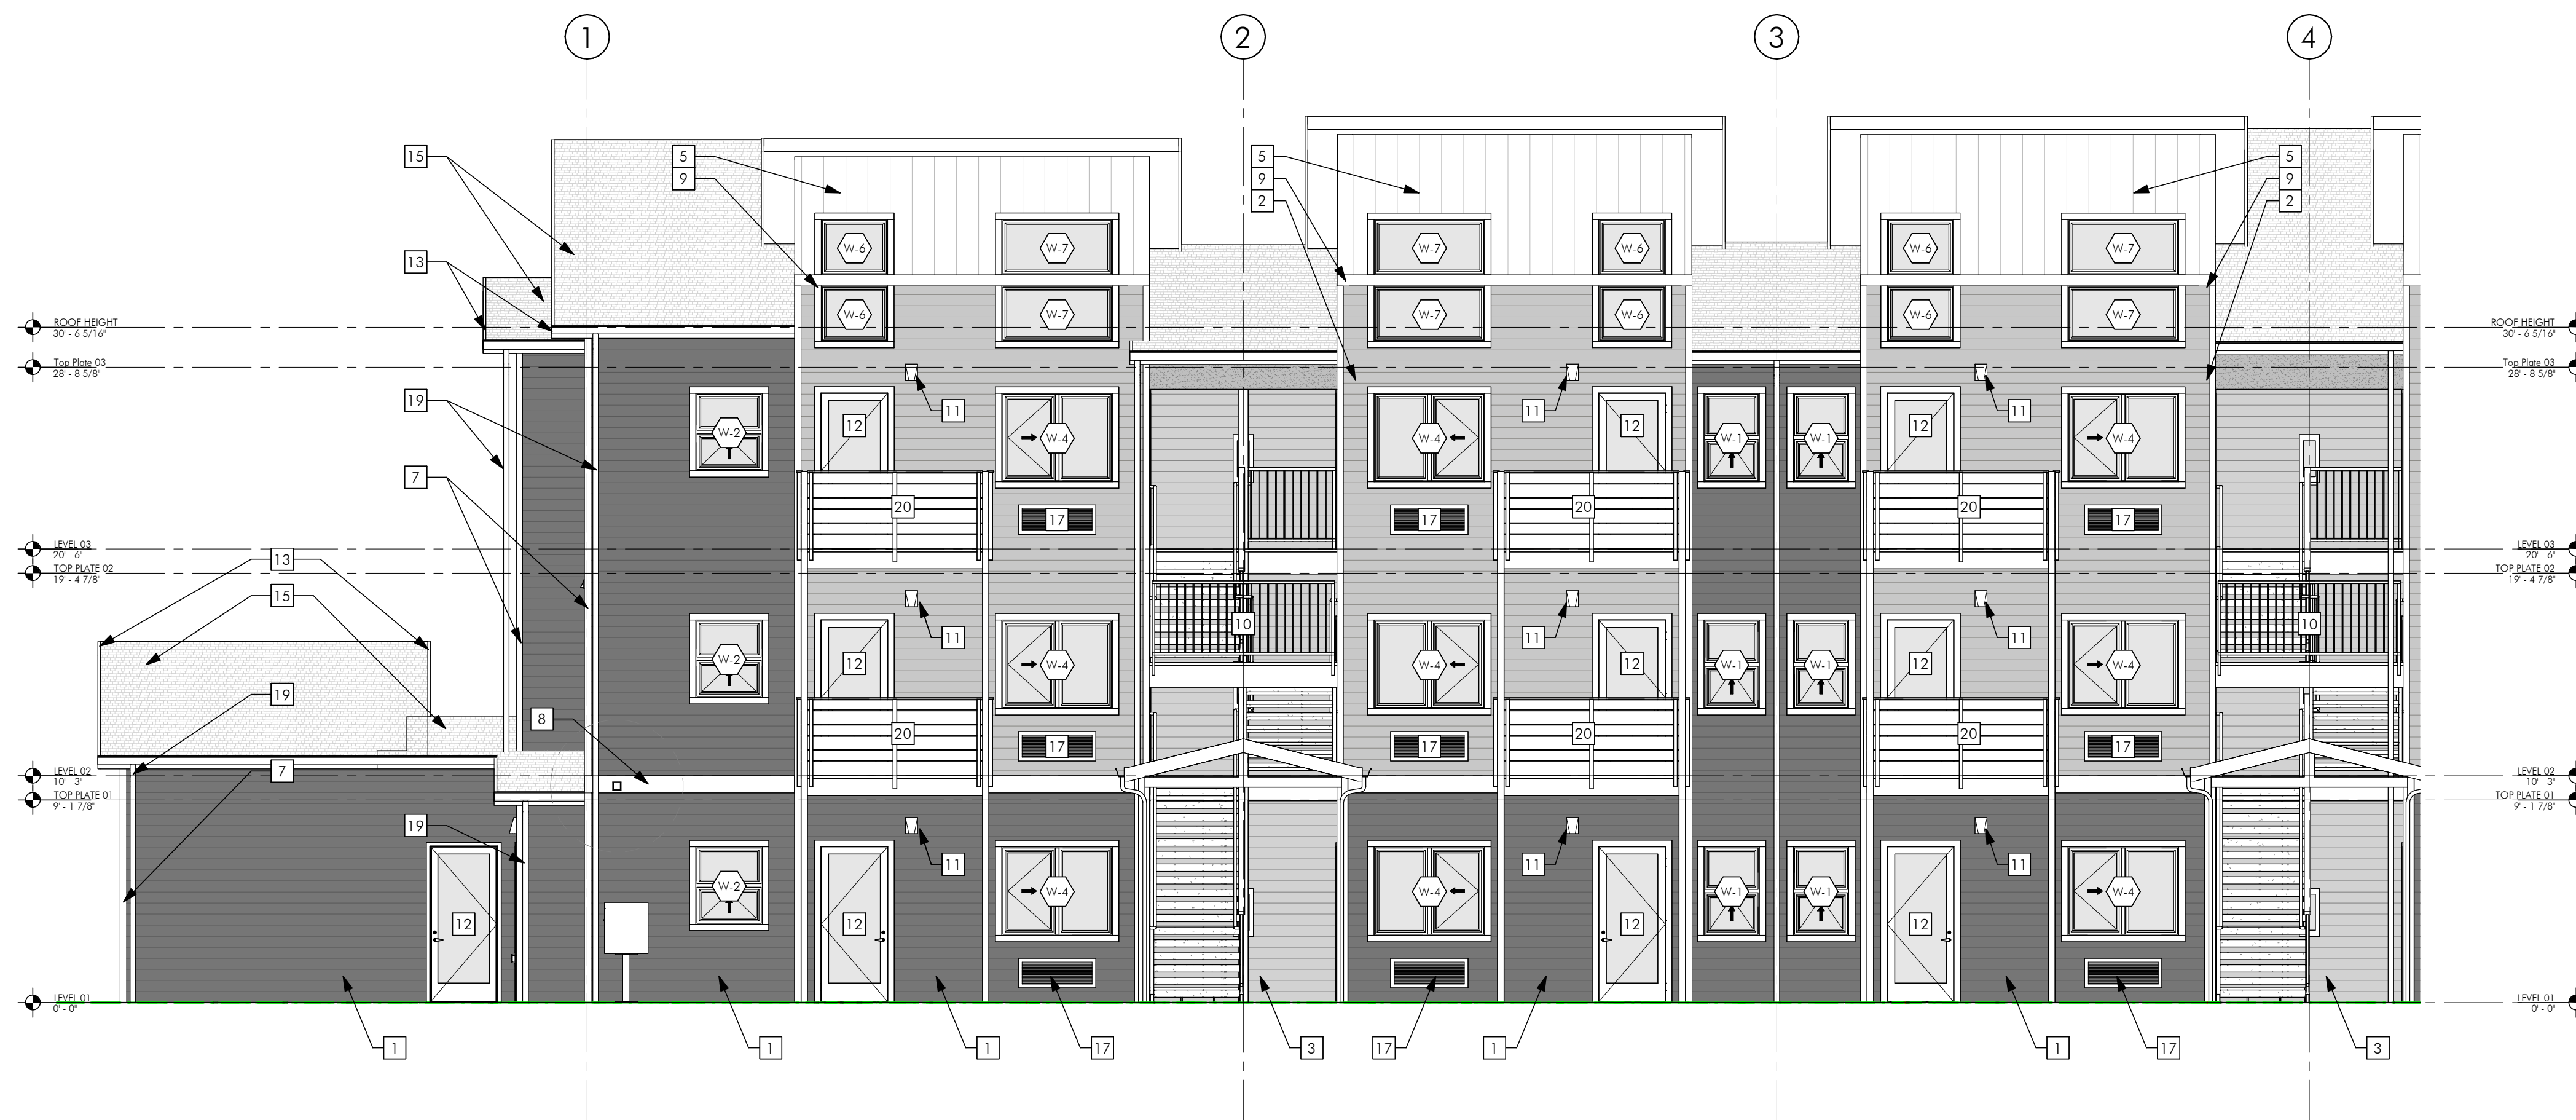 1 2 3 4
15 5 5 5
9 9 9
2 2
W-6 W-7 W-7 W-6 W-6 W-7
13
W-6 W-7 W-7 W-6 W-6 W-7
ROOF HEIGHT ROOF HEIGHT
30' - 6 5/16" 30' - 6 5/16"
Top Plate 03 Top Plate 03
28' - 8 5/8" 28' - 8 5/8"
19 11 11 11
W-2 12 W-4 W-4 12 W-1 W-1 12 W-4
7
20 17 17 20 20 17
LEVEL 03 LEVEL 03
20' - 6" 20' - 6"
13
TOP PLATE 02 TOP PLATE 02
19' - 4 7/8" 19' - 4 7/8"
15
10 10
11 11 11
W-2 12 W-4 W-4 12 W-1 W-1 12 W-4
19
8
20 17 17 20 20 17
7
LEVEL 02 LEVEL 02
10' - 3" 10' - 3"
TOP PLATE 01 TOP PLATE 01
9' - 1 7/8" 9' - 1 7/8"
19
11 11 11
W-2 W-4 W-4 W-1 W-1 W-4
12 12 12 12
LEVEL 01 LEVEL 01
0' - 0" 0' - 0"
1 1 1 17 3 17 1 1 17 3